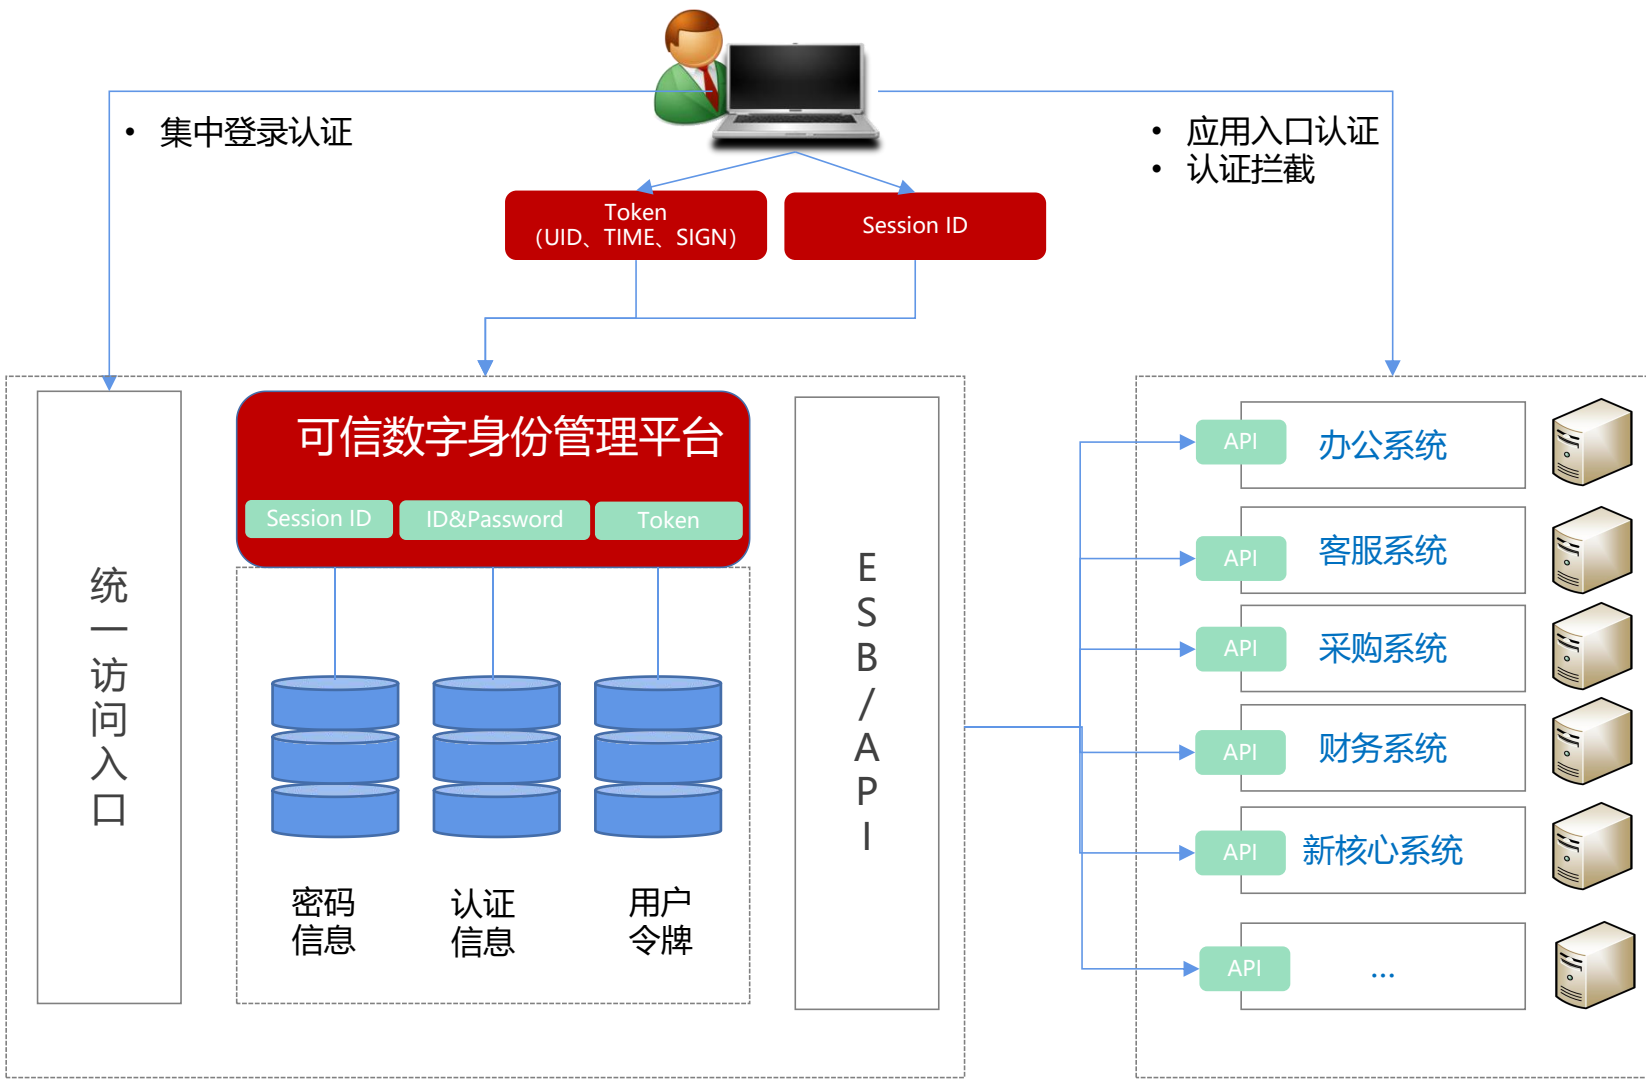 • 集中登录认证
• 应用入口认证
• 认证拦截
Token
（UID、TIME、SIGN）
Session ID
统一访问入口
可信数字身份管理平台
Session ID
ID&Password
Token
密码
信息
认证
信息
用户
令牌
ESB/API
API
办公系统
API
客服系统
API
采购系统
API
财务系统
API
新核心系统
API
...